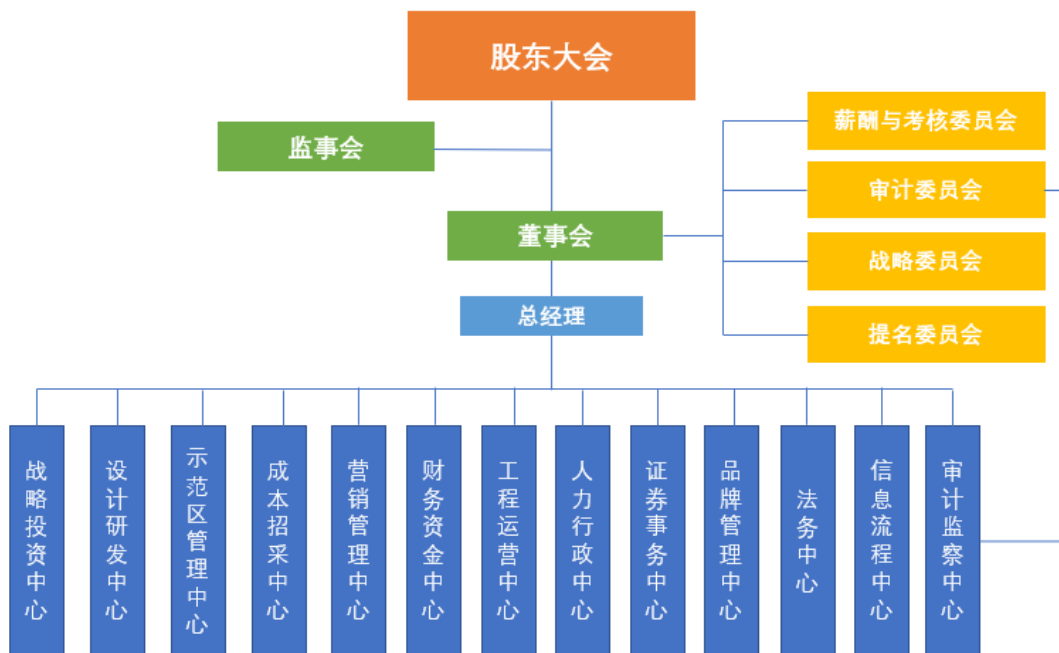 股东大会
监事会
薪酬与考核委员会
审计委员会
董事会
战略委员会
总经理
提名委员会
战略投资中心
设计研发中心
示范区管理中心
成本招采中心
营销管理中心
财务资金中心
工程运营中心
人力行政中心
证券事务中心
品牌管理中心
法务中心
信息流程中心
审计监察中心